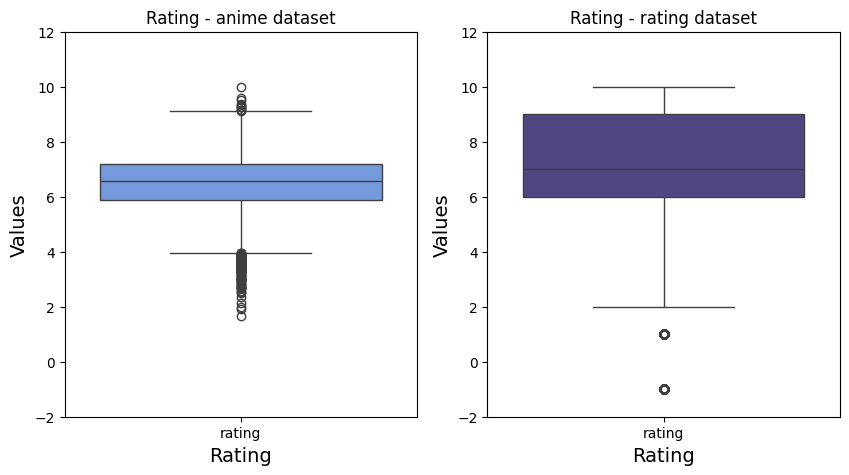 Rating - anime dataset
12
10
8
6
4
2
0
−2
Values
rating
Rating
Rating - rating dataset
12
10
8
6
4
2
0
−2
Values
rating
Rating